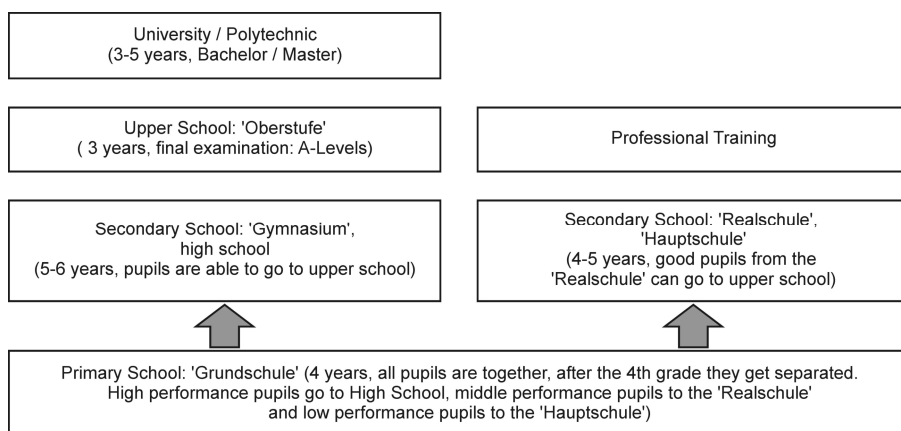 University / Polytechnic
(3-5 years, Bachelor / Master)
Upper School: 'Oberstufe'
( 3 years, final examination: A-Levels)
Professional Training
Secondary School: 'Gymnasium',
high school
(5-6 years, pupils are able to go to upper school)
Secondary School: 'Realschule',
'Hauptschule'
(4-5 years, good pupils from the
'Realschule' can go to upper school)
Primary School: 'Grundschule' (4 years, all pupils are together, after the 4th grade they get separated.
High performance pupils go to High School, middle performance pupils to the 'Realschule'
and low performance pupils to the 'Hauptschule')